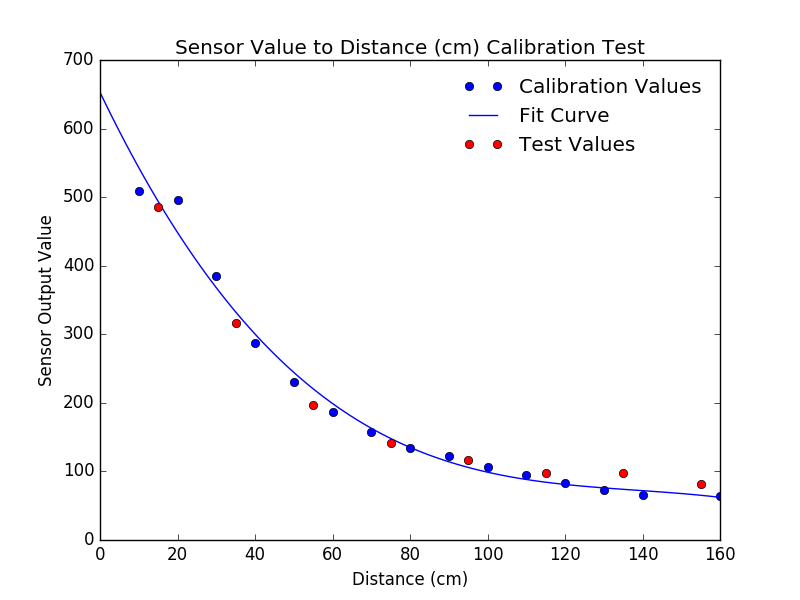 Sensor Value to Distance (cm) Calibration Test
700
600
500
400
300
200
100
0
Sensor Output Value
Calibration Values
Fit Curve
Test Values
0 20 40 60 80 100 120 140 160
Distance (cm)